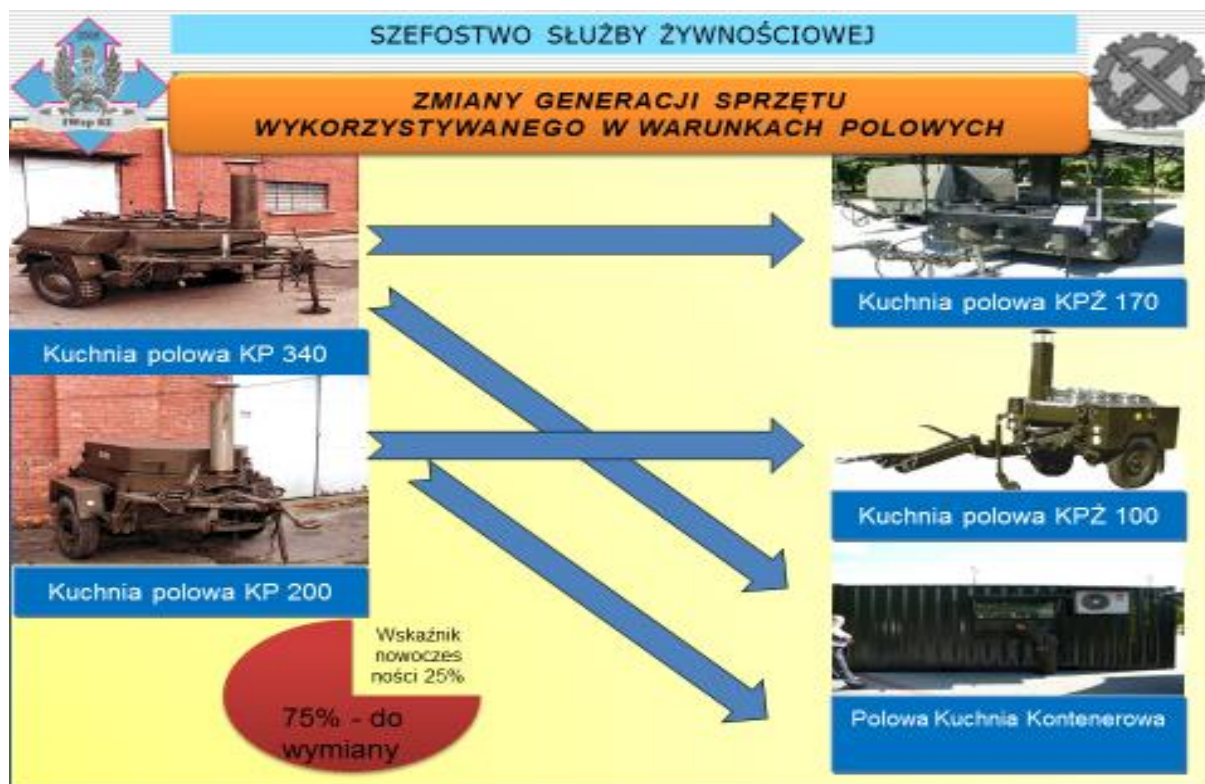 SZEFOSTWO SŁUŻBY ŻYWNOŚCIOWEJ
ZMIANY GENERACJI SPRZĘTU
WYKORZYSTYWANEGO W WARUNKACH POLOWYCH
Kuchnia polowa KP 340
Kuchnia polowa KPŻ 170
Kuchnia polowa KP 200
Kuchnia polowa KPŻ 100
Polowa Kuchnia Kontenerowa
Wskaźnik
nowoczes
ności 25%
75% - do
wymiany